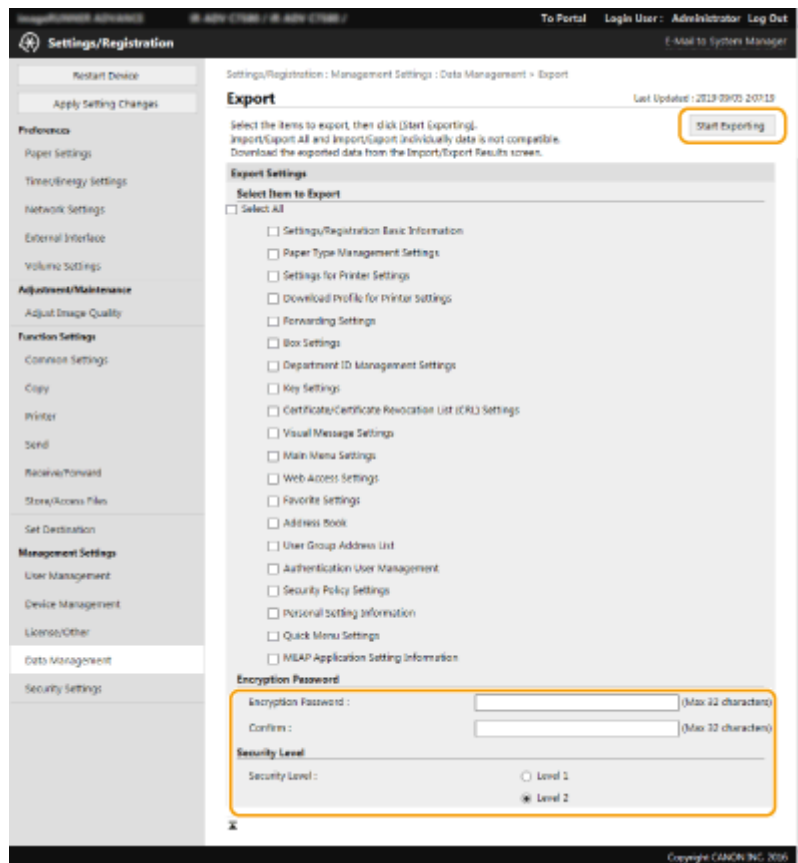 To Portal Login User : Administrator Log Out
Settings/Registration
E-Mail to System Manager
Restart Device
Apply Setting Changes
Preferences
Paper Settings
Timer/Energy Settings
Network Settings
External Interface
Volume Settings
Adjustment/Maintenance
Adjust Image Quality
Function Settings
Common Settings
Copy
Printer
Send
Receive/Forward
Store/Access Files
Set Destination
Management Settings
User Management
Device Management
License/Other
Data Management
Security Settings
Settings/Registration : Management Settings : Data Management > Export
Export
Last Updated : 2019 09/05 2:07:19
Select the items to export, then click [Start Exporting].
Import/Export All and Import/Export Individually data is not compatible.
Download the exported data from the Import/Export Results screen.
Start Exporting
Export Settings
Select Item to Export
Select All
Settings/Registration Basic Information
Paper Type Management Settings
Settings for Printer Settings
Download Profile for Printer Settings
Forwarding Settings
Box Settings
Department ID Management Settings
Key Settings
Certificate/Certificate Revocation List (CRL) Settings
Visual Message Settings
Main Menu Settings
Web Access Settings
Favorite Settings
Address Book
User Group Address List
Authentication User Management
Security Policy Settings
Personal Setting Information
Quick Menu Settings
MEAP Application Setting Information
Encryption Password
Encryption Password : (Max 32 characters)
Confirm : (Max 32 characters)
Security Level
Security Level : Level 1
Level 2
Copyright CANON INC. 2016